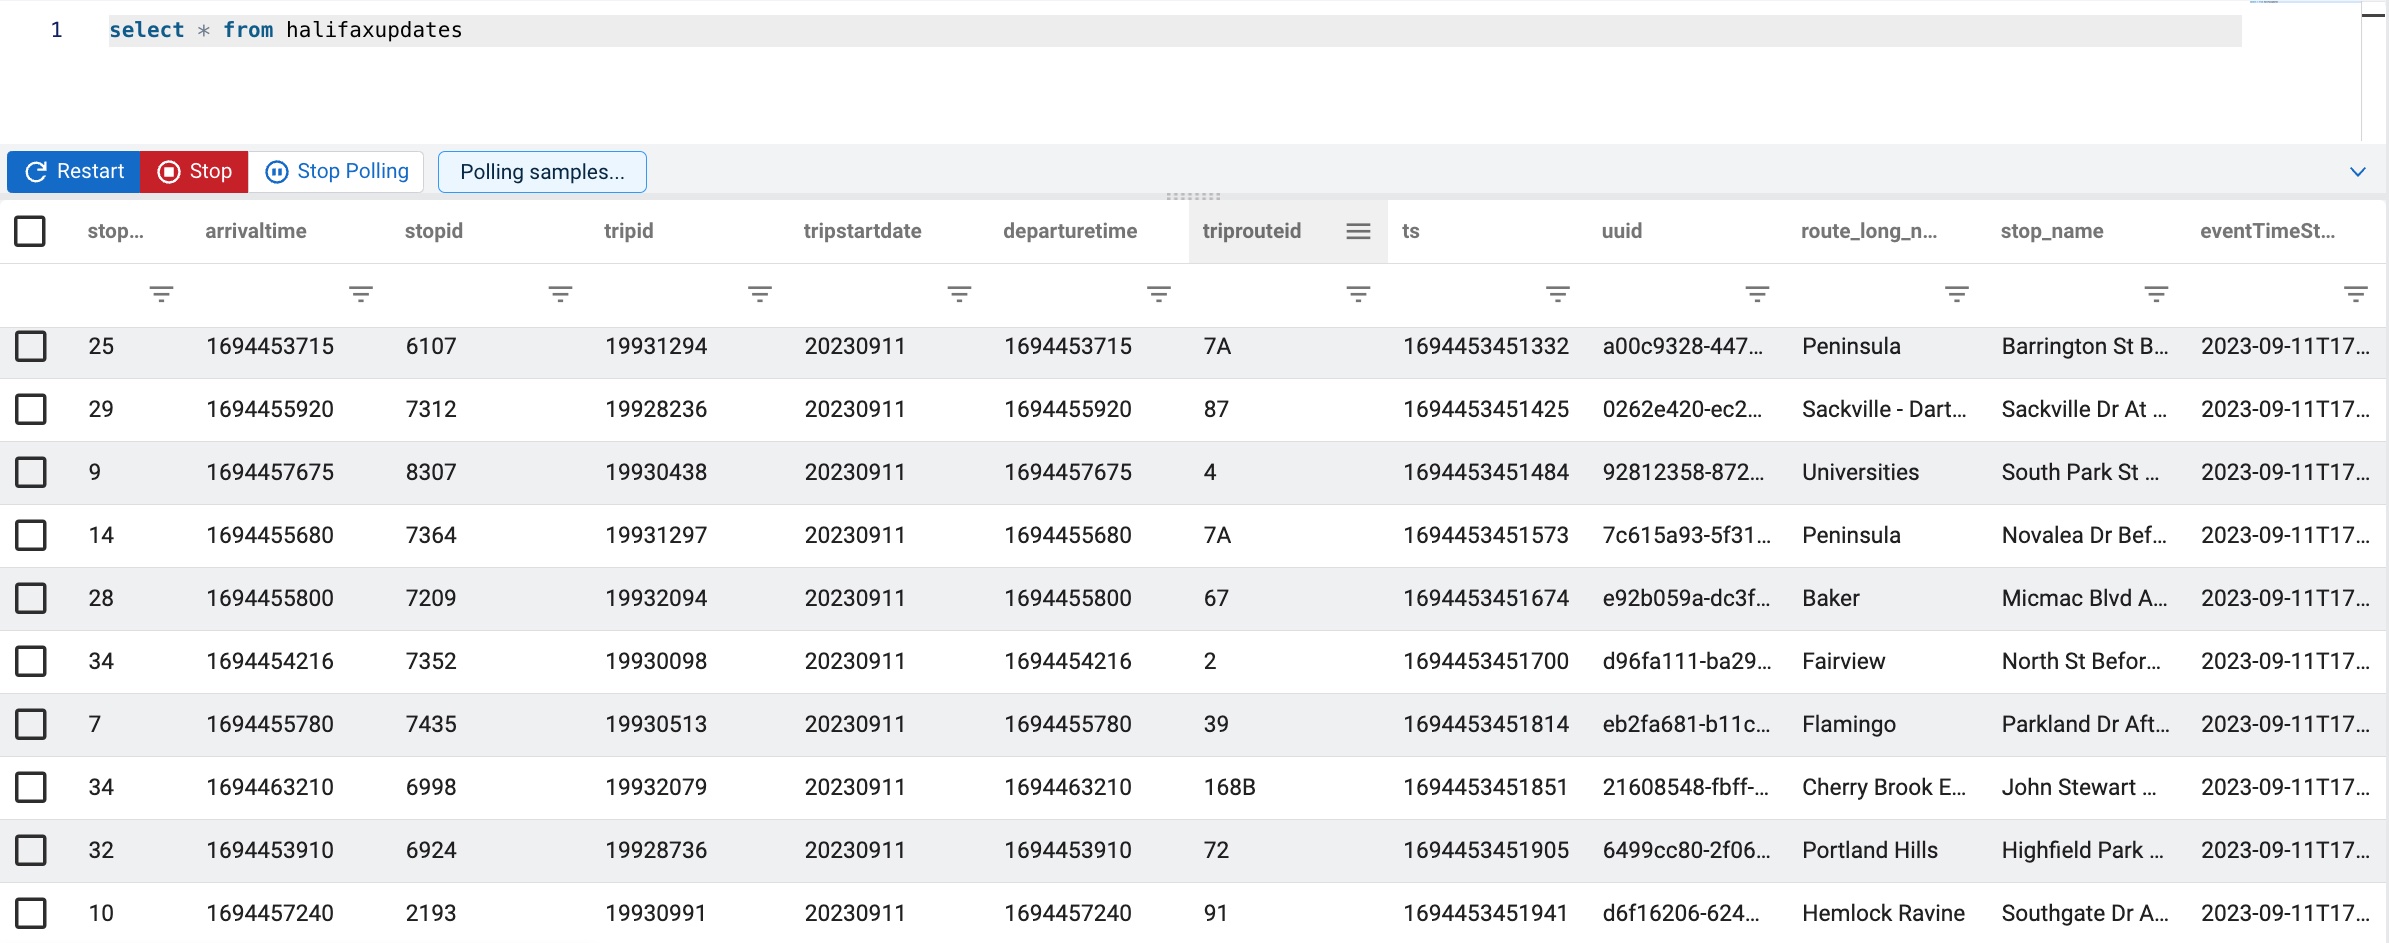 1 select * from halifaxupdates
Restart Stop Stop Polling Polling samples...
stop... arrivaltime stopid tripid tripstartdate departuretime triprouteid ts uuid route_long_n... stop_name eventTimeSt...
25 1694453715 6107 19931294 20230911 1694453715 7A 1694453451332 a00c9328-447... Peninsula Barrington St B... 2023-09-11T17...
29 1694455920 7312 19928236 20230911 1694455920 87 1694453451425 0262e420-ec2... Sackville - Dart... Sackville Dr At ... 2023-09-11T17...
9 1694457675 8307 19930438 20230911 1694457675 4 1694453451484 92812358-872... Universities South Park St ... 2023-09-11T17...
14 1694455680 7364 19931297 20230911 1694455680 7A 1694453451573 7c615a93-5f31... Peninsula Novalea Dr Bef... 2023-09-11T17...
28 1694455800 7209 19932094 20230911 1694455800 67 1694453451674 e92b059a-dc3f... Baker Micmac Blvd A... 2023-09-11T17...
34 1694454216 7352 19930098 20230911 1694454216 2 1694453451700 d96fa111-ba29... Fairview North St Befor... 2023-09-11T17...
7 1694455780 7435 19930513 20230911 1694455780 39 1694453451814 eb2fa681-b11c... Flamingo Parkland Dr Aft... 2023-09-11T17...
34 1694463210 6998 19932079 20230911 1694463210 168B 1694453451851 21608548-fbff-... Cherry Brook E... John Stewart ... 2023-09-11T17...
32 1694453910 6924 19928736 20230911 1694453910 72 1694453451905 6499cc80-2f06... Portland Hills Highfield Park ... 2023-09-11T17...
10 1694457240 2193 19930991 20230911 1694457240 91 1694453451941 d6f16206-624... Hemlock Ravine Southgate Dr A... 2023-09-11T17...